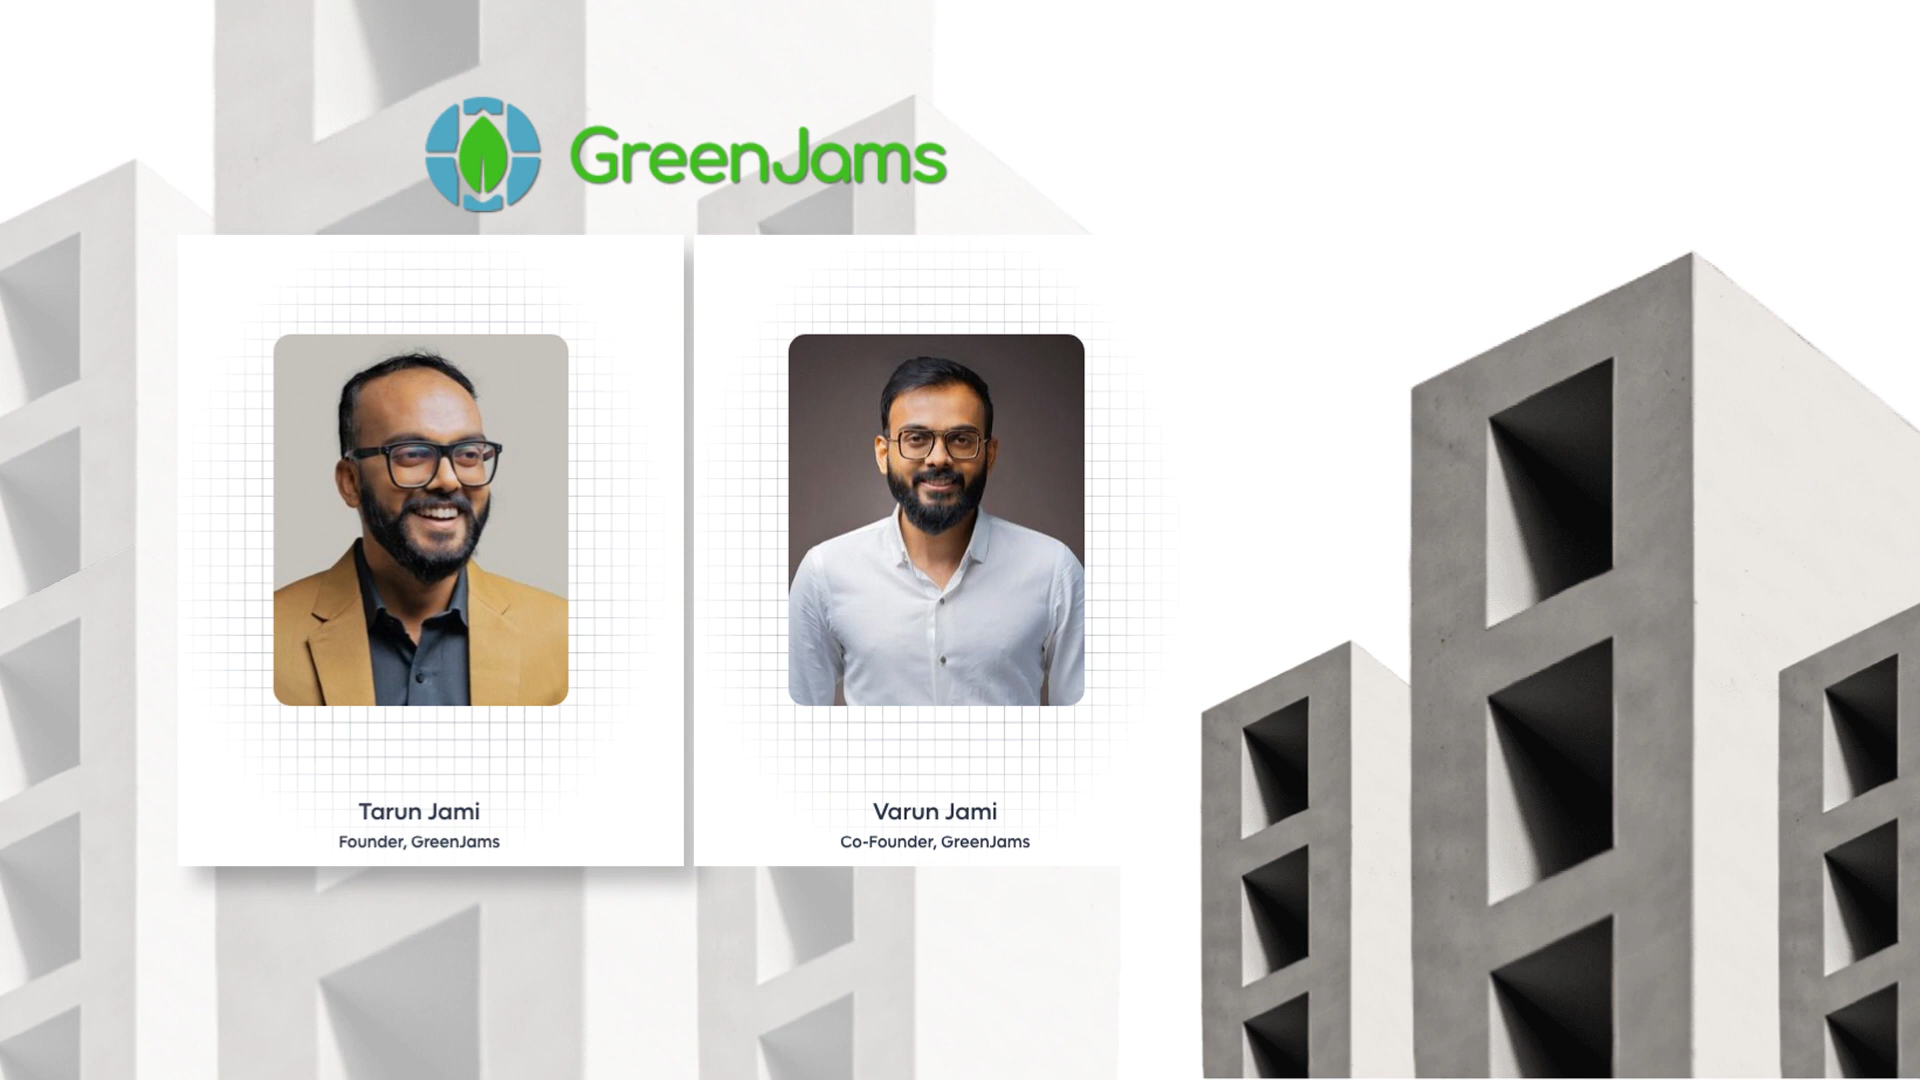 GreenJams
Tarun Jami
Founder, GreenJams
Varun Jami
Co-Founder, GreenJams